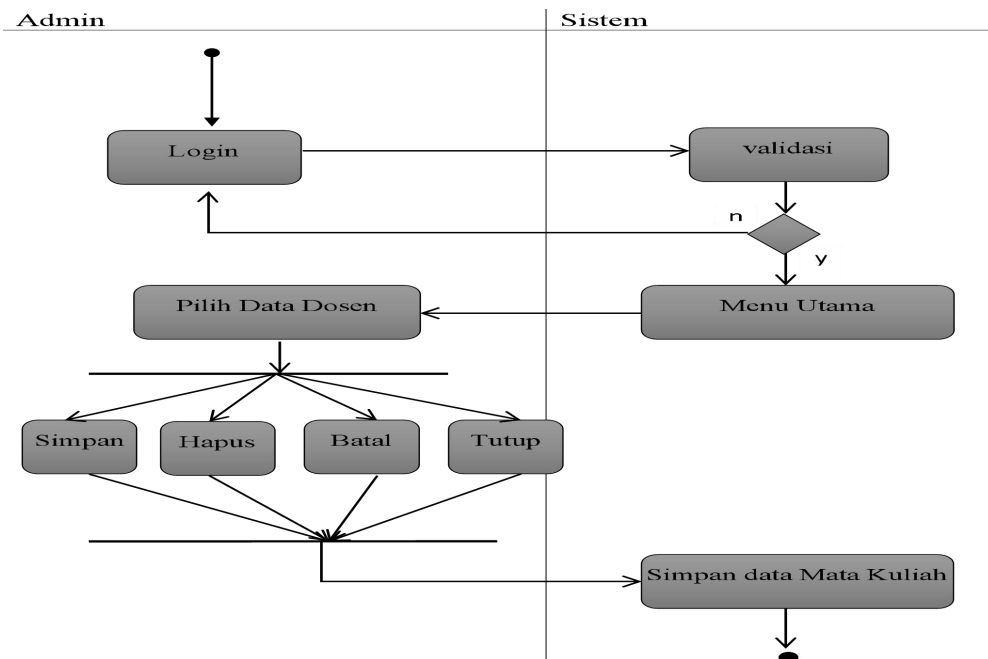 Admin
Sistem
Login
validasi
n
y
Pilih Data Dosen
Menu Utama
Simpan
Hapus
Batal
Tutup
Simpan data Mata Kuliah